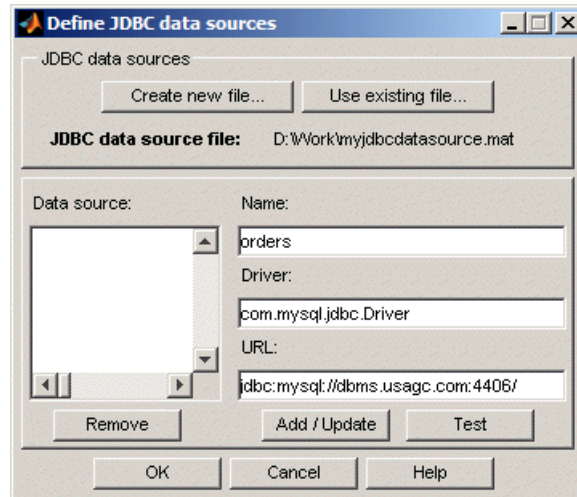 Define JDBC data sources
JDBC data sources
Create new file... Use existing file...
JDBC data source file: D:\Work\myjdbcdatasource.mat
Data source: Name:
orders
Driver:
com.mysql.jdbc.Driver
URL:
jdbc:mysql://dbms.usagc.com:4406/
Remove Add / Update Test
OK Cancel Help